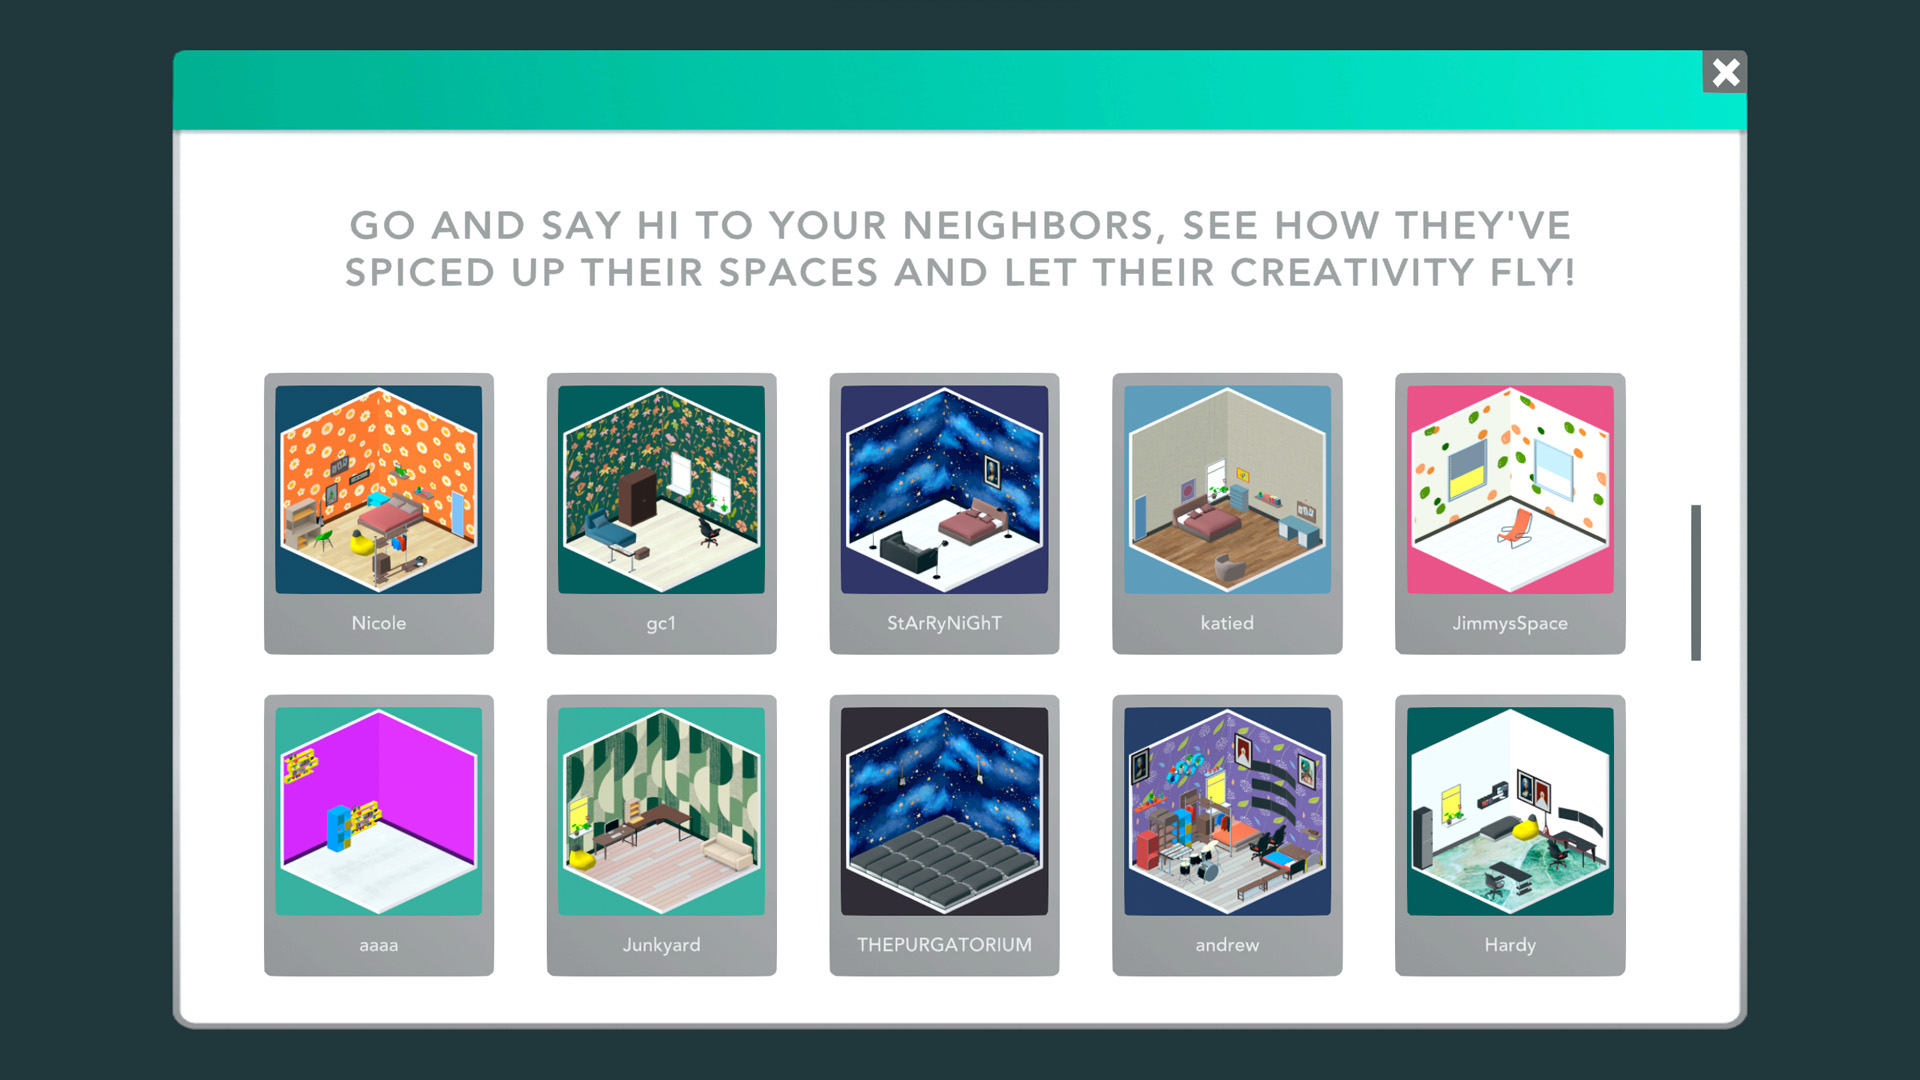 GO AND SAY HI TO YOUR NEIGHBORS, SEE HOW THEY'VE
SPICED UP THEIR SPACES AND LET THEIR CREATIVITY FLY!
Nicole
gc1
StArRyNiGhT
katied
JimmysSpace
aaaa
Junkyard
THEPURGATORIUM
andrew
Hardy